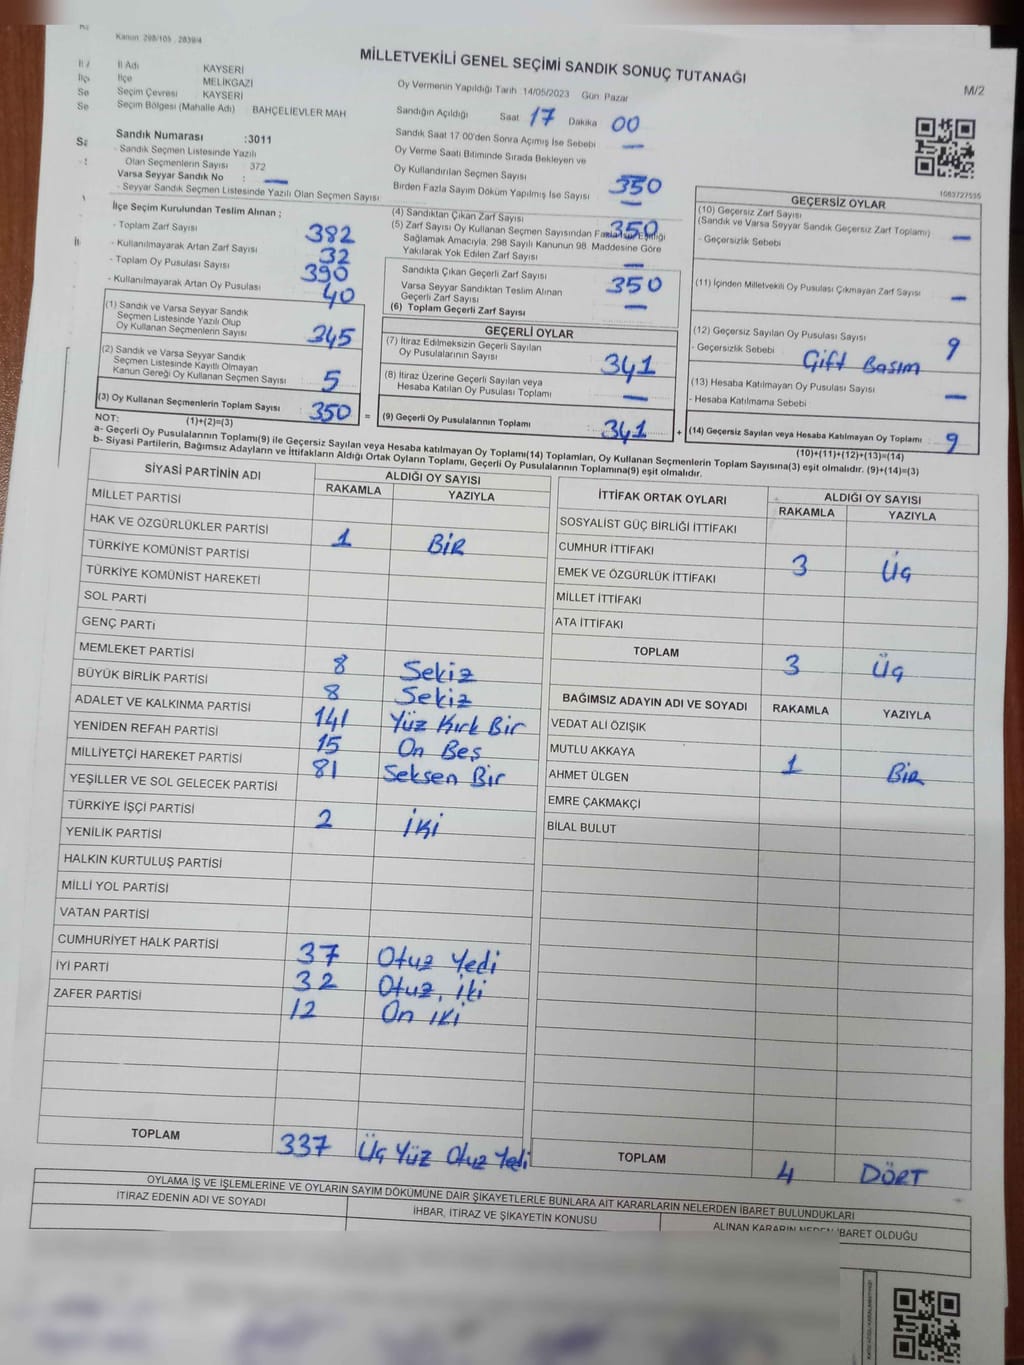 Kanun 298/105 . 2839/4
MİLLETVEKİLİ GENEL SEÇİMİ SANDIK SONUÇ TUTANAĞI
M/2
İl Adı KAYSERİ
İlçe MELİKGAZİ
Seçim Çevresi KAYSERİ
Seçim Bölgesi (Mahalle Adı) BAHÇELİEVLER MAH
Sandık Numarası :3011
- Sandık Seçmen Listesinde Yazılı
Olan Seçmenlerin Sayısı : 372
Varsa Seyyar Sandık No : —
- Seyyar Sandık Seçmen Listesinde Yazılı Olan Seçmen Sayısı
Oy Vermenin Yapıldığı Tarih 14/05/2023 Gün Pazar
Sandığın Açıldığı Saat 17 Dakika 00
Sandık Saat 17 00'den Sonra Açılmış İse Sebebi —
Oy Verme Saati Bitiminde Sırada Bekleyen ve
Oy Kullandırılan Seçmen Sayısı 350
Birden Fazla Sayım Döküm Yapılmış İse Sayısı —
1083727535
İlçe Seçim Kurulundan Teslim Alınan ;
- Toplam Zarf Sayısı 382
- Kullanılmayarak Artan Zarf Sayısı 32
- Toplam Oy Pusulası Sayısı 390
- Kullanılmayarak Artan Oy Pusulası 40
(1) Sandık ve Varsa Seyyar Sandık
Seçmen Listesinde Yazılı Olup
Oy Kullanan Seçmenlerin Sayısı 345
(2) Sandık ve Varsa Seyyar Sandık
Seçmen Listesinde Kayıtlı Olmayan
Kanun Gereği Oy Kullanan Seçmen Sayısı 5
(3) Oy Kullanan Seçmenlerin Toplam Sayısı 350 =
(1)+(2)=(3)
(4) Sandıktan Çıkan Zarf Sayısı 350
(5) Zarf Sayısı Oy Kullanan Seçmen Sayısından Fazla İse, Eşitliği
Sağlamak Amacıyla, 298 Sayılı Kanunun 98. Maddesine Göre
Yakılarak Yok Edilen Zarf Sayısı —
Sandıkta Çıkan Geçerli Zarf Sayısı 350
Varsa Seyyar Sandıktan Teslim Alınan
Geçerli Zarf Sayısı —
(6) Toplam Geçerli Zarf Sayısı
GEÇERLİ OYLAR
(7) İtiraz Edilmeksizin Geçerli Sayılan
Oy Pusulalarının Sayısı 341
(8) İtiraz Üzerine Geçerli Sayılan veya
Hesaba Katılan Oy Pusulası Toplamı —
(9) Geçerli Oy Pusulalarının Toplamı 341 +
GEÇERSİZ OYLAR
(10) Geçersiz Zarf Sayısı
(Sandık ve Varsa Seyyar Sandık Geçersiz Zarf Toplamı) —
- Geçersizlik Sebebi
(11) İçinden Milletvekili Oy Pusulası Çıkmayan Zarf Sayısı —
(12) Geçersiz Sayılan Oy Pusulası Sayısı 9
- Geçersizlik Sebebi Çift Basım
(13) Hesaba Katılmayan Oy Pusulası Sayısı —
- Hesaba Katılmama Sebebi
(14) Geçersiz Sayılan veya Hesaba Katılmayan Oy Toplamı 9
(10)+(11)+(12)+(13)=(14)
NOT:
a- Geçerli Oy Pusulalarının Toplamı(9) ile Geçersiz Sayılan veya Hesaba katılmayan Oy Toplamı(14) Toplamları, Oy Kullanan Seçmenlerin Toplam Sayısına(3) eşit olmalıdır. (9)+(14)=(3)
b- Siyasi Partilerin, Bağımsız Adayların ve İttifakların Aldığı Ortak Oyların Toplamı, Geçerli Oy Pusulalarının Toplamına(9) eşit olmalıdır.
SİYASİ PARTİNİN ADI ALDIĞI OY SAYISI
RAKAMLA YAZIYLA
MİLLET PARTİSİ
HAK VE ÖZGÜRLÜKLER PARTİSİ 1 BİR
TÜRKİYE KOMÜNİST PARTİSİ
TÜRKİYE KOMÜNİST HAREKETİ
SOL PARTİ
GENÇ PARTİ
MEMLEKET PARTİSİ 8 Sekiz
BÜYÜK BİRLİK PARTİSİ 8 Sekiz
ADALET VE KALKINMA PARTİSİ 141 Yüz Kırk Bir
YENİDEN REFAH PARTİSİ 15 On Beş
MİLLİYETÇİ HAREKET PARTİSİ 81 Seksen Bir
YEŞİLLER VE SOL GELECEK PARTİSİ
TÜRKİYE İŞÇİ PARTİSİ 2 İki
YENİLİK PARTİSİ
HALKIN KURTULUŞ PARTİSİ
MİLLİ YOL PARTİSİ
VATAN PARTİSİ
CUMHURİYET HALK PARTİSİ 37 Otuz Yedi
İYİ PARTİ 32 Otuz İki
ZAFER PARTİSİ 12 On iki
TOPLAM 337 Üç Yüz Otuz Yedi
İTTİFAK ORTAK OYLARI ALDIĞI OY SAYISI
RAKAMLA YAZIYLA
SOSYALİST GÜÇ BİRLİĞİ İTTİFAKI
CUMHUR İTTİFAKI 3 Üç
EMEK VE ÖZGÜRLÜK İTTİFAKI
MİLLET İTTİFAKI
ATA İTTİFAKI
TOPLAM 3 Üç
BAĞIMSIZ ADAYIN ADI VE SOYADI RAKAMLA YAZIYLA
VEDAT ALİ ÖZIŞIK
MUTLU AKKAYA 1 BİR
AHMET ÜLGEN
EMRE ÇAKMAKÇİ
BİLAL BULUT
TOPLAM 4 DÖRT
OYLAMA İŞ VE İŞLEMLERİNE VE OYLARIN SAYIM DÖKÜMÜNE DAİR ŞİKAYETLERLE BUNLARA AİT KARARLARIN NELERDEN İBARET BULUNDUKLARI
İTİRAZ EDENİN ADI VE SOYADI
İHBAR, İTİRAZ VE ŞİKAYETİN KONUSU
ALINAN KARARIN NEDEN İBARET OLDUĞU